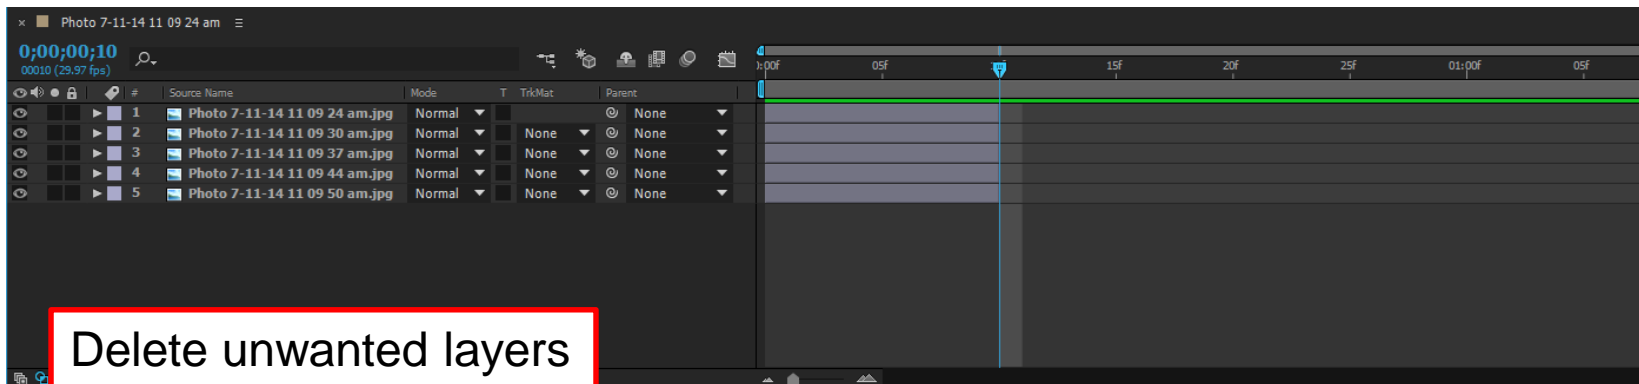 × Photo 7-11-14 11 09 24 am ≡
0;00;00;10
00010 (29.97 fps)
):00f 05f 15f 20f 25f 01:00f 05f
# Source Name Mode T TrkMat Parent
1 Photo 7-11-14 11 09 24 am.jpg Normal None
2 Photo 7-11-14 11 09 30 am.jpg Normal None None
3 Photo 7-11-14 11 09 37 am.jpg Normal None None
4 Photo 7-11-14 11 09 44 am.jpg Normal None None
5 Photo 7-11-14 11 09 50 am.jpg Normal None None
Delete unwanted layers